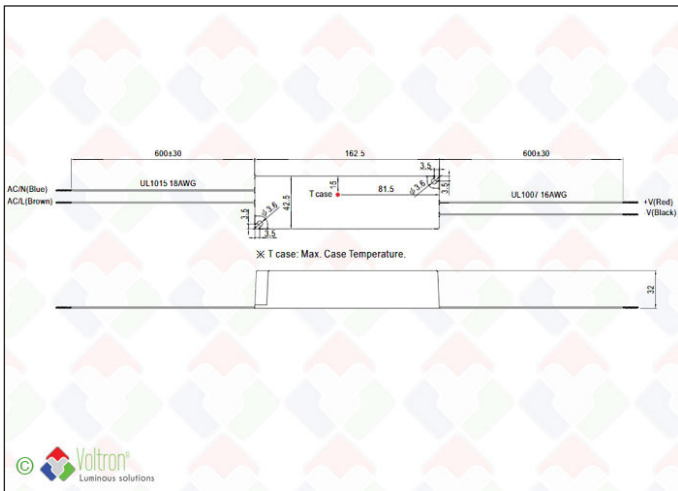 600±30
162.5
600±30
3.5
UL1015 18AWG
15
ϕ3.6
3.5
AC/N(Blue)
T case
81.5
UL1007 16AWG
AC/L(Brown)
42.5
+V(Red)
3.5
ϕ3.6
-V(Black)
3.5
※ T case: Max. Case Temperature.
32
© Voltron®
Luminous solutions